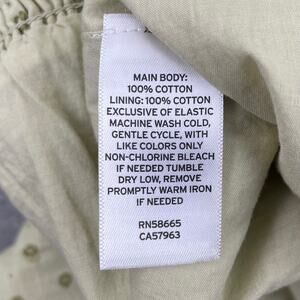 MAIN BODY:
100% COTTON
LINING: 100% COTTON
EXCLUSIVE OF ELASTIC
MACHINE WASH COLD,
GENTLE CYCLE, WITH
LIKE COLORS ONLY
NON-CHLORINE BLEACH
IF NEEDED TUMBLE
DRY LOW, REMOVE
PROMPTLY WARM IRON
IF NEEDED
RN58665
CA57963